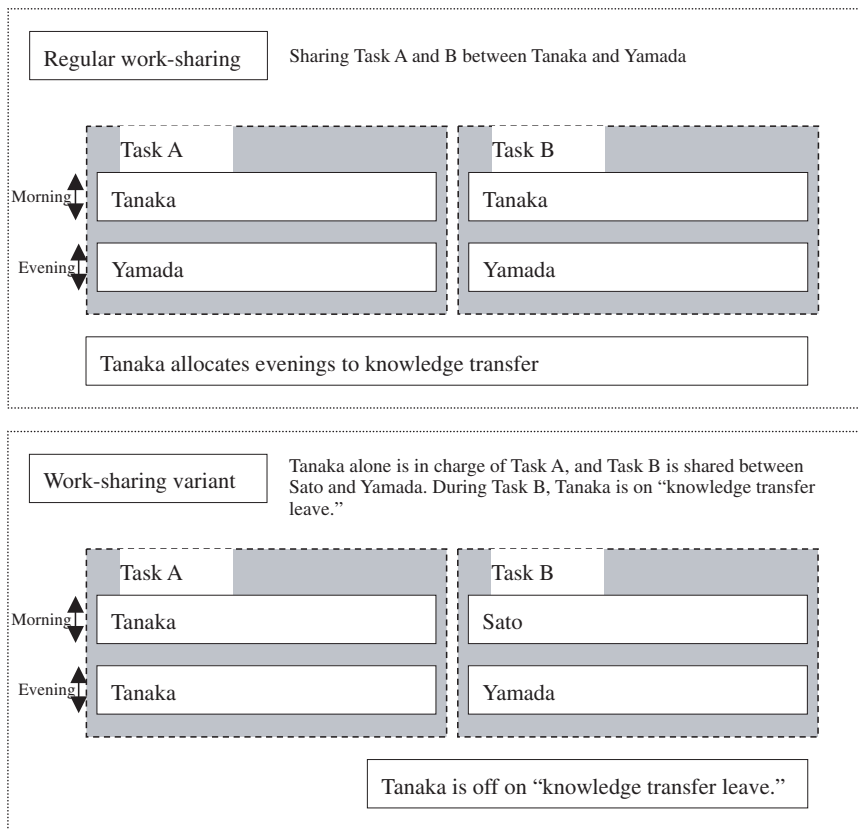 Regular work-sharing
Sharing Task A and B between Tanaka and Yamada
Task A
Task B
Morning
Tanaka
Tanaka
Evening
Yamada
Yamada
Tanaka allocates evenings to knowledge transfer
Work-sharing variant
Tanaka alone is in charge of Task A, and Task B is shared between
Sato and Yamada. During Task B, Tanaka is on “knowledge transfer
leave.”
Task A
Task B
Morning
Tanaka
Sato
Evening
Tanaka
Yamada
Tanaka is off on “knowledge transfer leave.”